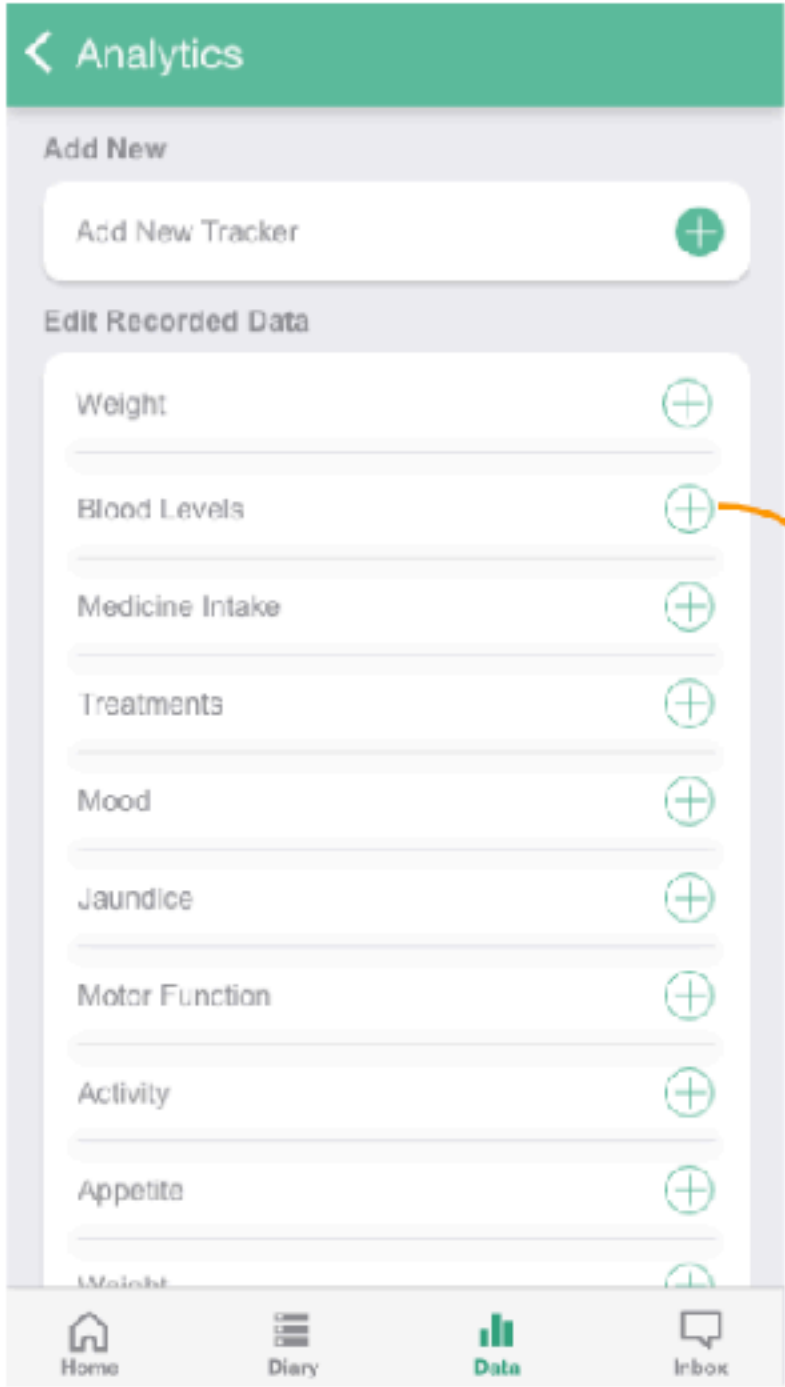 Analytics
Add New
Add New Tracker
Edit Recorded Data
Weight
Blood Levels
Medicine Intake
Treatments
Mood
Jaundice
Motor Function
Activity
Appetite
Weight
Home
Diary
Data
Inbox